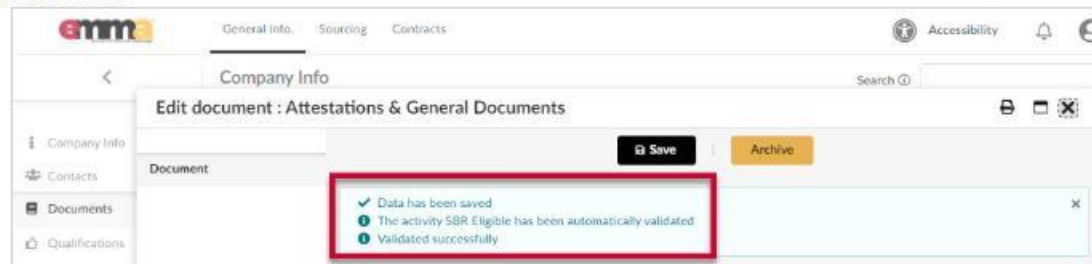 emma
General Info. Sourcing Contracts Accessibility
Company Info Search
Edit document : Attestations & General Documents
Save Archive
Company Info
Document
Contacts
Data has been saved
Documents
The activity SBR Eligible has been automatically validated
Qualifications
Validated successfully